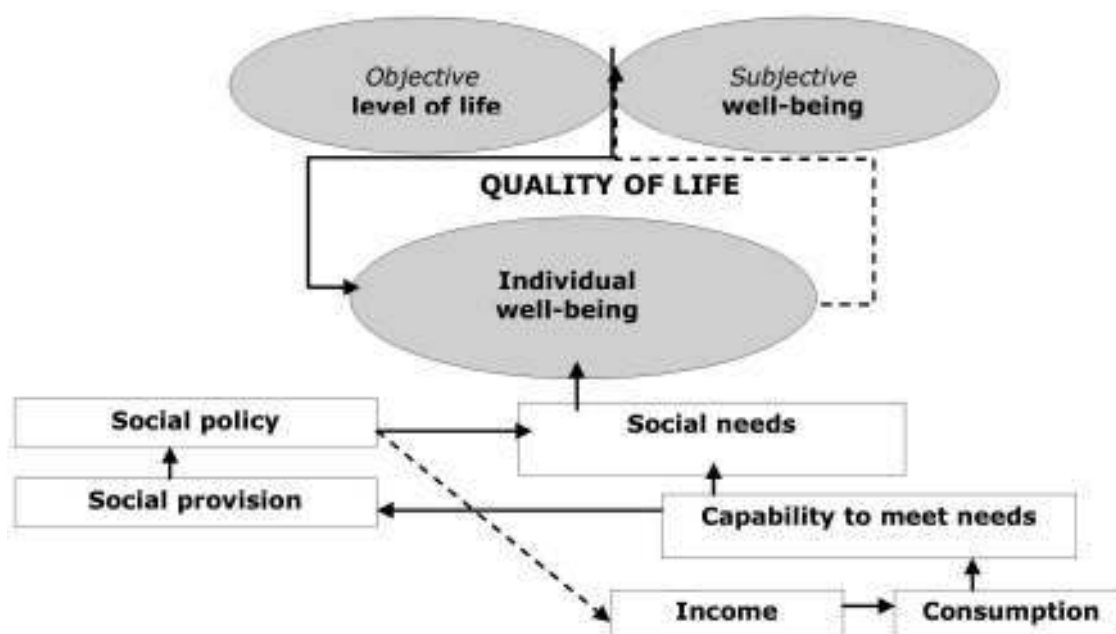 Objective
level of life
Subjective
well-being
QUALITY OF LIFE
Individual
well-being
Social policy
Social needs
Social provision
Capability to meet needs
Income
Consumption